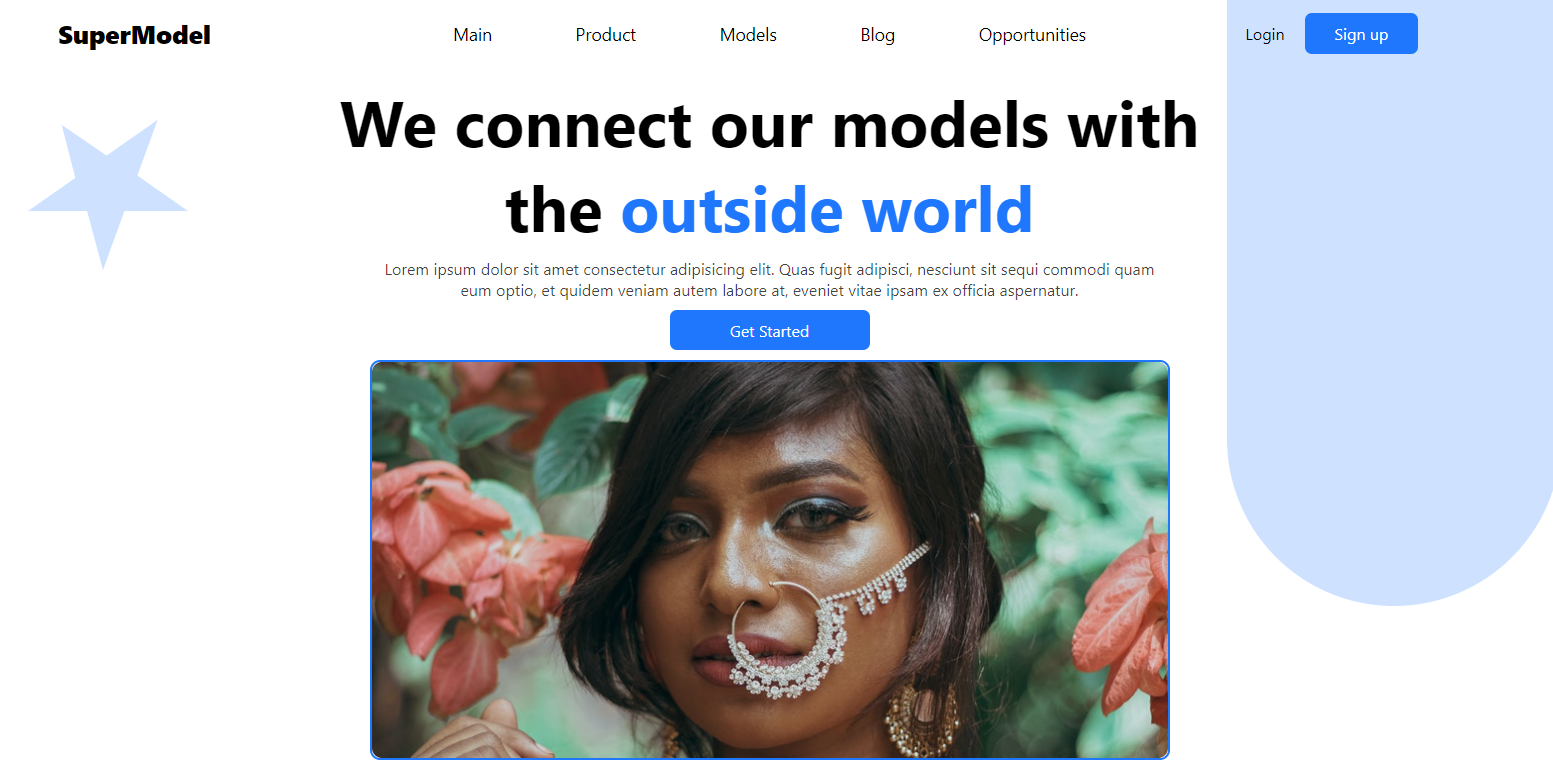 SuperModel
Main
Product
Models
Blog
Opportunities
Login
Sign up
We connect our models with
the outside world
Lorem ipsum dolor sit amet consectetur adipisicing elit. Quas fugit adipisci, nesciunt sit sequi commodi quam
eum optio, et quidem veniam autem labore at, eveniet vitae ipsam ex officia aspernatur.
Get Started